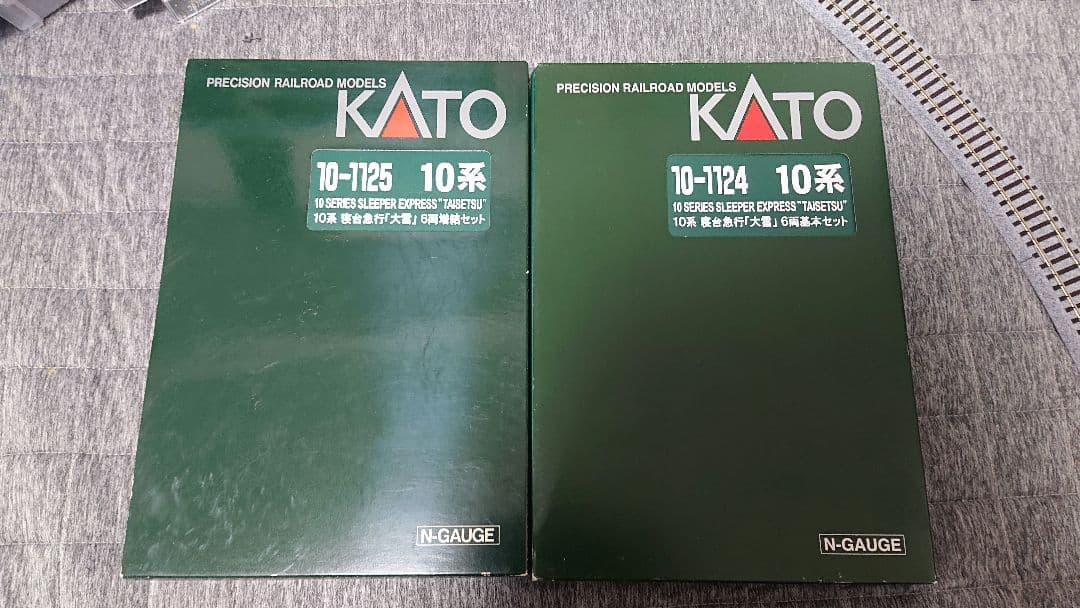 PRECISION RAILROAD MODELS
KATO
10-1125 10系
10 SERIES SLEEPER EXPRESS "TAISETSU"
10系 寝台急行「大雪」 6両増結セット
N-GAUGE
PRECISION RAILROAD MODELS
KATO
10-1124 10系
10 SERIES SLEEPER EXPRESS "TAISETSU"
10系 寝台急行「大雪」 6両基本セット
N-GAUGE